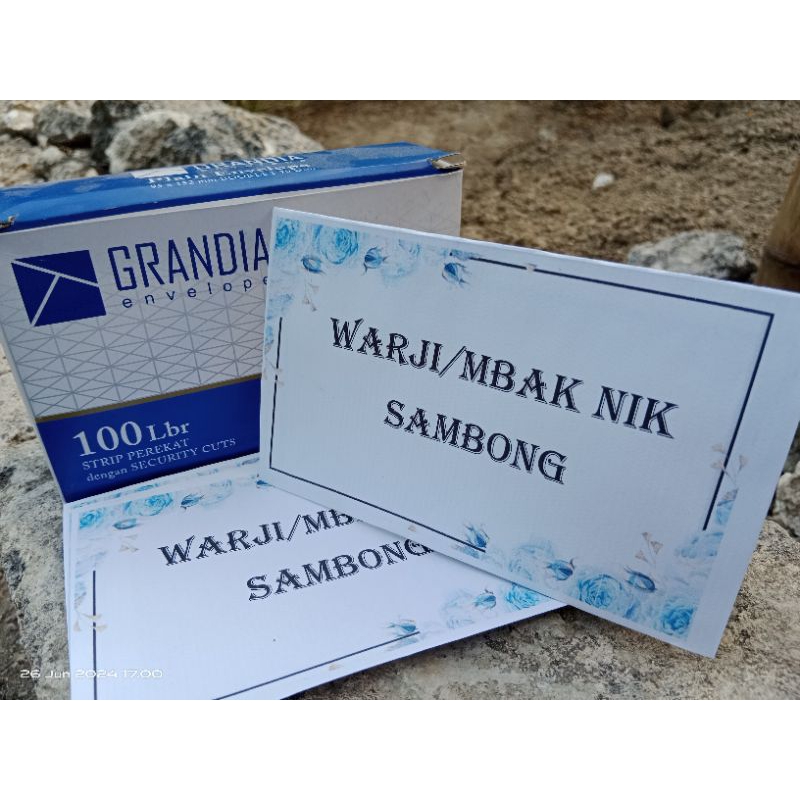 GRANDIA
GRANDIA
envelope
100 Lbr
STRIP PEREKAT
dengan SECURITY CUTS
WARJI/MBAK NIK
SAMBONG
WARJI/MB
SAMBONG
26 Jun 2024 17:00